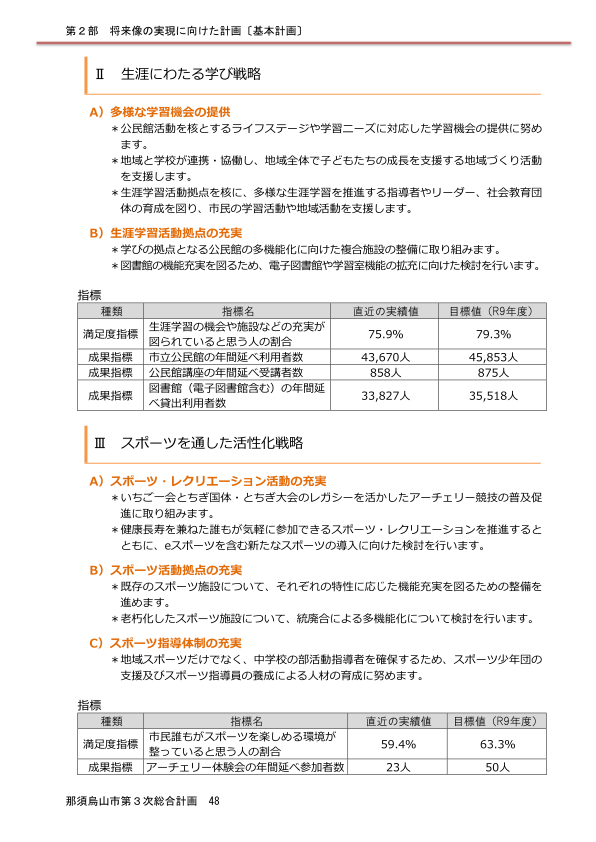 第２部　将来像の実現に向けた計画〔基本計画〕
Ⅱ　生涯にわたる学び戦略
A）多様な学習機会の提供
＊公民館活動を核とするライフステージや学習ニーズに対応した学習機会の提供に努め
ます。
＊地域と学校が連携・協働し、地域全体で子どもたちの成長を支援する地域づくり活動
を支援します。
＊生涯学習活動拠点を核に、多様な生涯学習を推進する指導者やリーダー、社会教育団
体の育成を図り、市民の学習活動や地域活動を支援します。
B）生涯学習活動拠点の充実
＊学びの拠点となる公民館の多機能化に向けた複合施設の整備に取り組みます。
＊図書館の機能充実を図るため、電子図書館や学習室機能の拡充に向けた検討を行います。
指標
種類　指標名　直近の実績値　目標値（R9年度）
満足度指標　生涯学習の機会や施設などの充実が
図られていると思う人の割合　75.9%　79.3%
成果指標　市立公民館の年間延べ利用者数　43,670人　45,853人
成果指標　公民館講座の年間延べ受講者数　858人　875人
成果指標　図書館（電子図書館含む）の年間延
べ貸出利用者数　33,827人　35,518人
Ⅲ　スポーツを通した活性化戦略
A）スポーツ・レクリエーション活動の充実
＊いちご一会とちぎ国体・とちぎ大会のレガシーを活かしたアーチェリー競技の普及促
進に取り組みます。
＊健康長寿を兼ねた誰もが気軽に参加できるスポーツ・レクリエーションを推進すると
ともに、eスポーツを含む新たなスポーツの導入に向けた検討を行います。
B）スポーツ活動拠点の充実
＊既存のスポーツ施設について、それぞれの特性に応じた機能充実を図るための整備を
進めます。
＊老朽化したスポーツ施設について、統廃合による多機能化について検討を行います。
C）スポーツ指導体制の充実
＊地域スポーツだけでなく、中学校の部活動指導者を確保するため、スポーツ少年団の
支援及びスポーツ指導員の養成による人材の育成に努めます。
指標
種類　指標名　直近の実績値　目標値（R9年度）
満足度指標　市民誰もがスポーツを楽しめる環境が
整っていると思う人の割合　59.4%　63.3%
成果指標　アーチェリー体験会の年間延べ参加者数　23人　50人
那須烏山市第３次総合計画　48